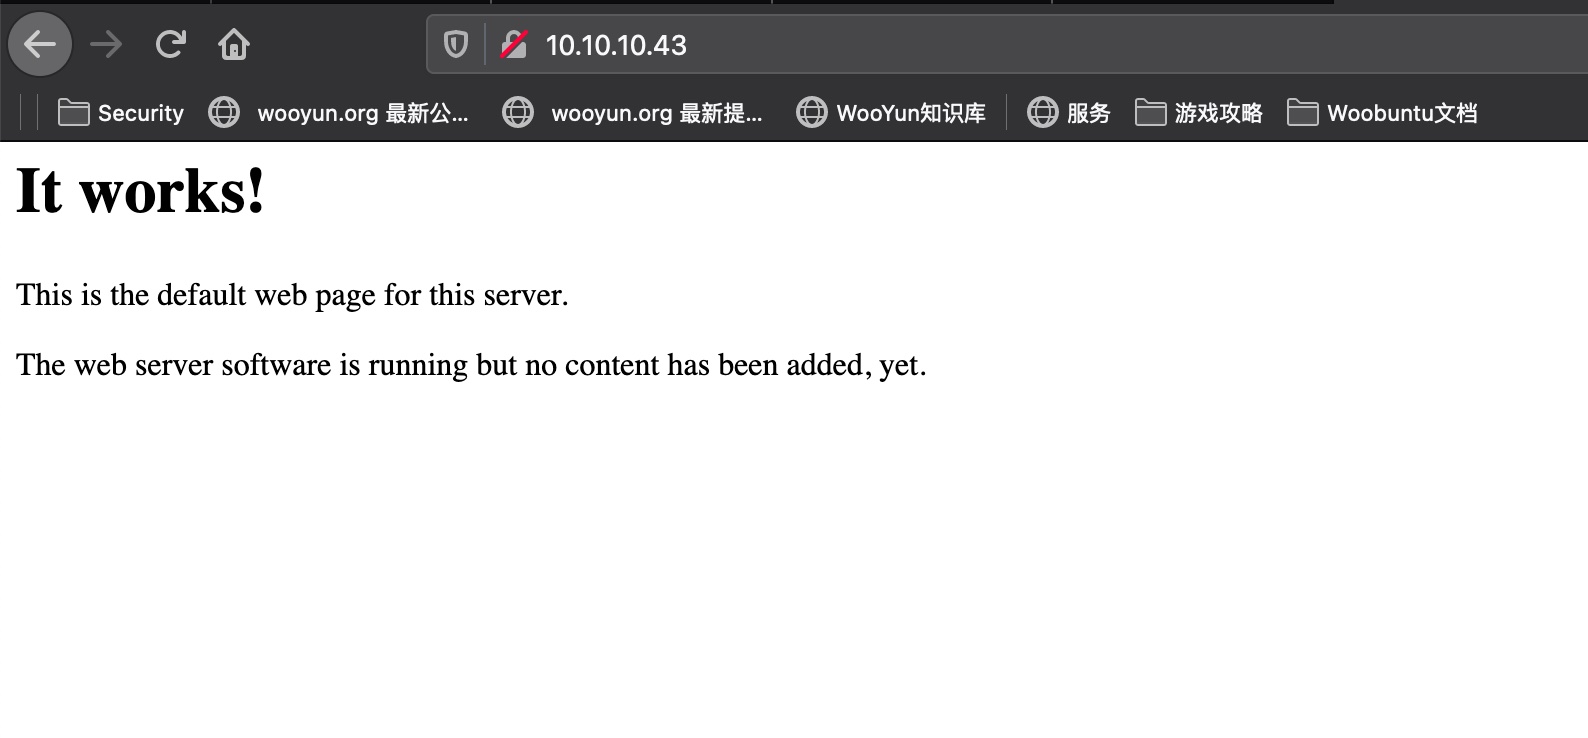 10.10.10.43
Security wooyun.org 最新公... wooyun.org 最新提... WooYun知识库 服务 游戏攻略 Woobuntu文档
It works!
This is the default web page for this server.
The web server software is running but no content has been added, yet.